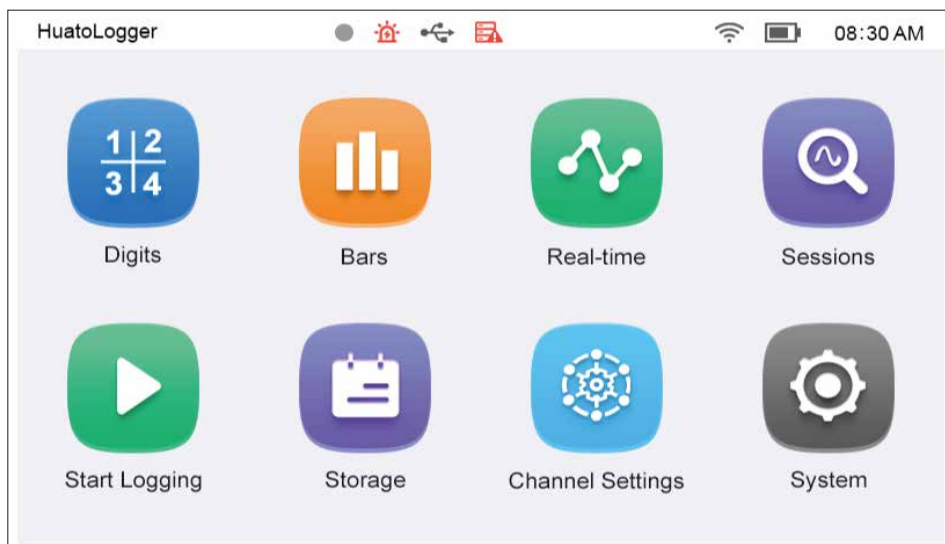 HuatoLogger 08:30 AM
1 2
3 4
Digits Bars Real-time Sessions
Start Logging Storage Channel Settings System